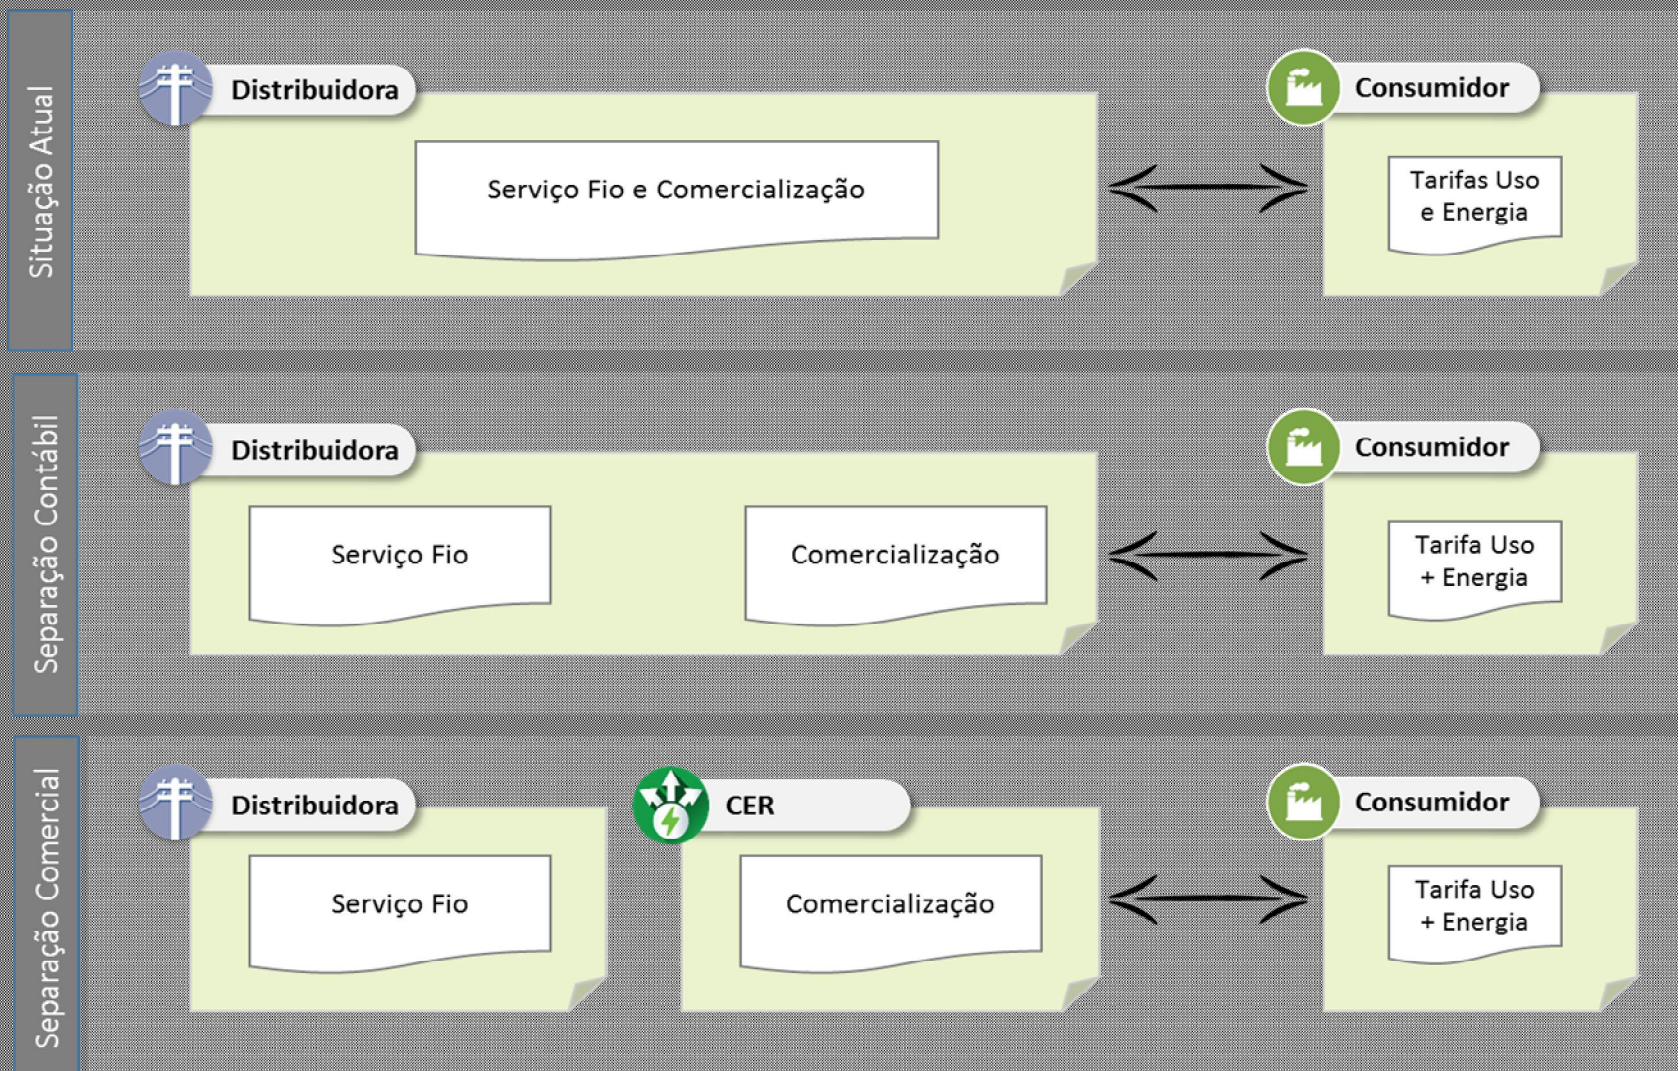 Situação Atual
Distribuidora
Serviço Fio e Comercialização
Consumidor
Tarifas Uso
e Energia
Separação Contábil
Distribuidora
Serviço Fio
Comercialização
Consumidor
Tarifa Uso
+ Energia
Separação Comercial
Distribuidora
Serviço Fio
CER
Comercialização
Consumidor
Tarifa Uso
+ Energia